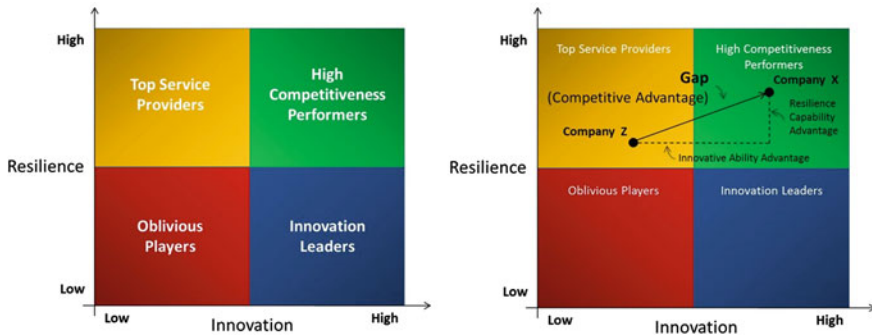 High
Resilience
Low
Low
Innovation
High
Top Service
Providers
High
Competitiveness
Performers
Oblivious
Players
Innovation
Leaders
High
Resilience
Low
Low
Innovation
High
Top Service Providers
High Competitiveness
Performers
Gap
(Competitive Advantage)
Company X
Resilience
Capability
Advantage
Company Z
Innovative Ability Advantage
Oblivious Players
Innovation Leaders